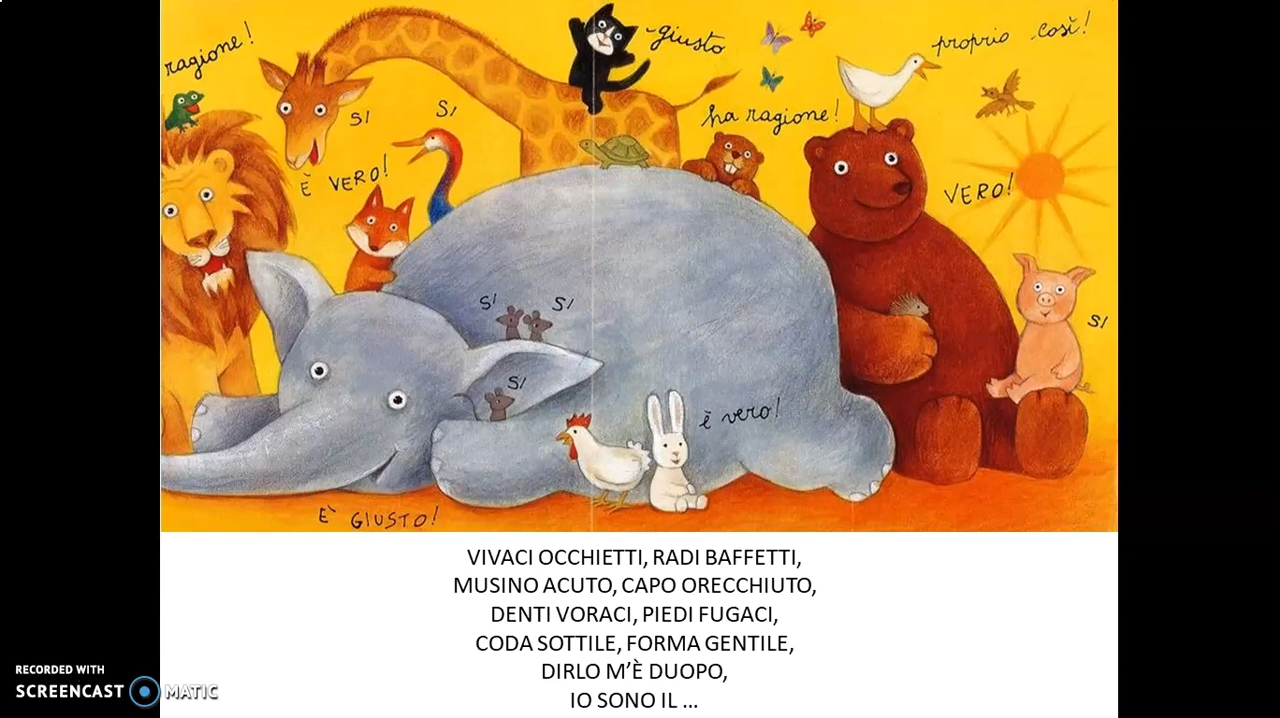 ragione!
giusto
proprio così!
SI
SI
ha ragione!
È VERO!
VERO!
SI
SI
SI
SI
è vero!
E' GIUSTO!
VIVACI OCCHIETTI, RADI BAFFETTI,
MUSINO ACUTO, CAPO ORECCHIUTO,
DENTI VORACI, PIEDI FUGACI,
CODA SOTTILE, FORMA GENTILE,
DIRLO M'È DUOPO,
IO SONO IL ...
RECORDED WITH
SCREENCAST MATIC